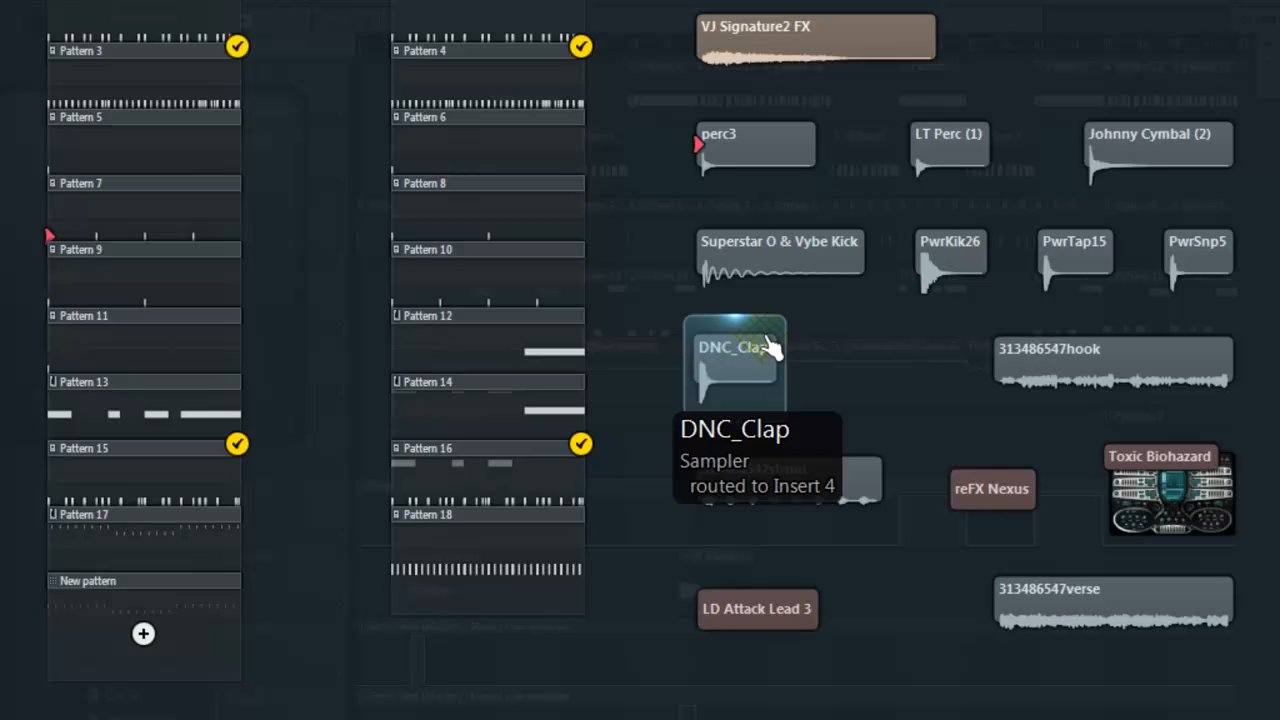 Pattern 3
Pattern 5
Pattern 7
Pattern 9
Pattern 11
Pattern 13
Pattern 15
Pattern 17
New pattern
Pattern 4
Pattern 6
Pattern 8
Pattern 10
Pattern 12
Pattern 14
Pattern 16
Pattern 18
VJ Signature2 FX
perc3
LT Perc (1)
Johnny Cymbal (2)
Superstar O & Vybe Kick
PwrKik26
PwrTap15
PwrSnp5
DNC_Clap
313486547hook
DNC_Clap
Sampler
routed to Insert 4
reFX Nexus
Toxic Biohazard
LD Attack Lead 3
313486547verse